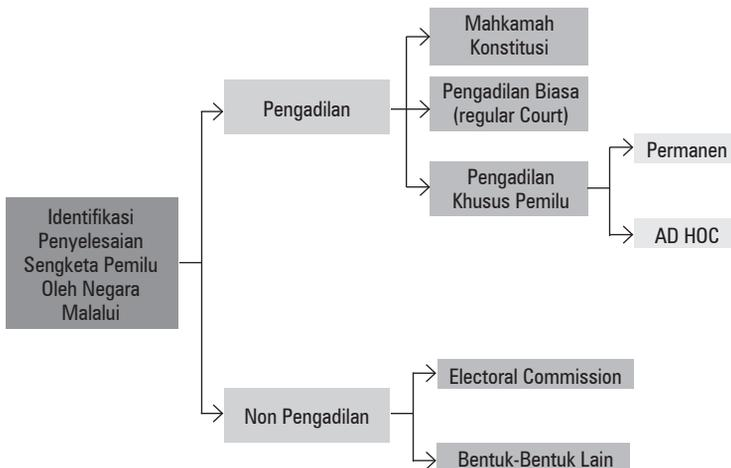 Identifikasi
Penyelesaian
Sengketa Pemilu
Oleh Negara
Malalui
Pengadilan
Mahkamah
Konstitusi
Pengadilan Biasa
(regular Court)
Pengadilan
Khusus Pemilu
Permanen
AD HOC
Non Pengadilan
Electoral Commission
Bentuk-Bentuk Lain